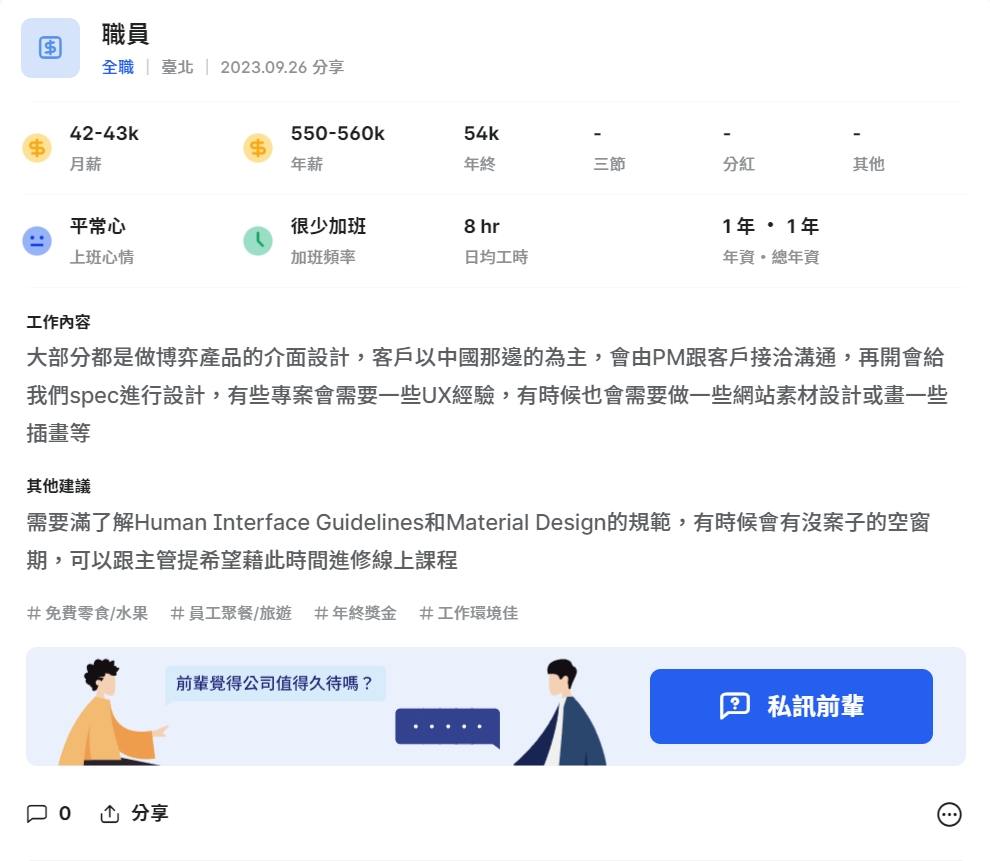 職員
全職 | 臺北 | 2023.09.26 分享
42-43k 550-560k 54k - - -
月薪 年薪 年終 三節 分紅 其他
平常心 很少加班 8 hr 1 年 • 1 年
上班心情 加班頻率 日均工時 年資・總年資
工作內容
大部分都是做博弈產品的介面設計，客戶以中國那邊的為主，會由PM跟客戶接洽溝通，再開會給
我們spec進行設計，有些專案會需要一些UX經驗，有時候也會需要做一些網站素材設計或畫一些
插畫等
其他建議
需要滿了解Human Interface Guidelines和Material Design的規範，有時候會有沒案子的空窗
期，可以跟主管提希望藉此時間進修線上課程
# 免費零食/水果 # 員工聚餐/旅遊 # 年終獎金 # 工作環境佳
前輩覺得公司值得久待嗎？
私訊前輩
0 分享